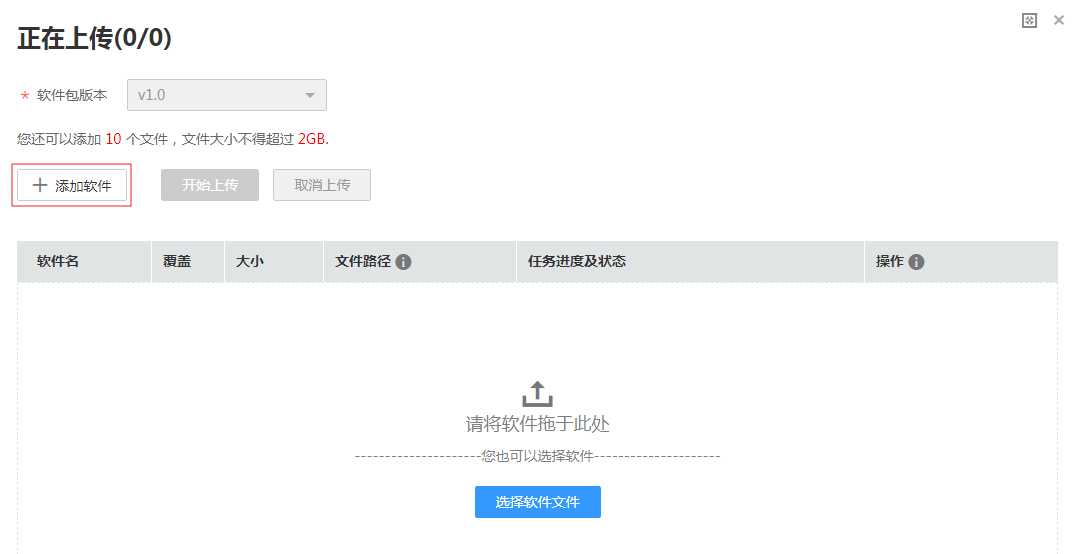 正在上传(0/0)
* 软件包版本 v1.0
您还可以添加 10 个文件，文件大小不得超过 2GB.
添加软件 开始上传 取消上传
软件名 覆盖 大小 文件路径 任务进度及状态 操作
请将软件拖于此处
---------------------您也可以选择软件---------------------
选择软件文件